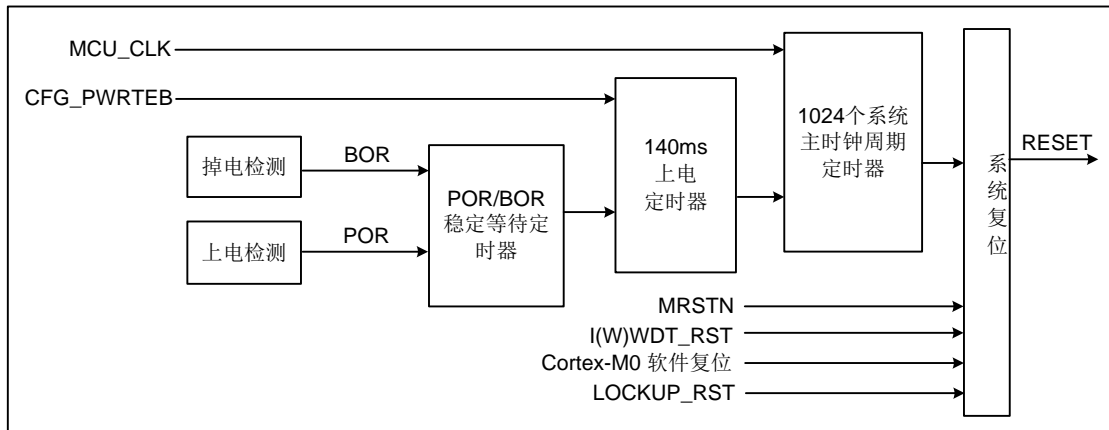 MCU_CLK
CFG_PWRTEB
掉电检测
BOR
上电检测
POR
POR/BOR
稳定等待定
时器
140ms
上电
定时器
1024个系统
主时钟周期
定时器
系统复位
RESET
MRSTN
I(W)WDT_RST
Cortex-M0 软件复位
LOCKUP_RST